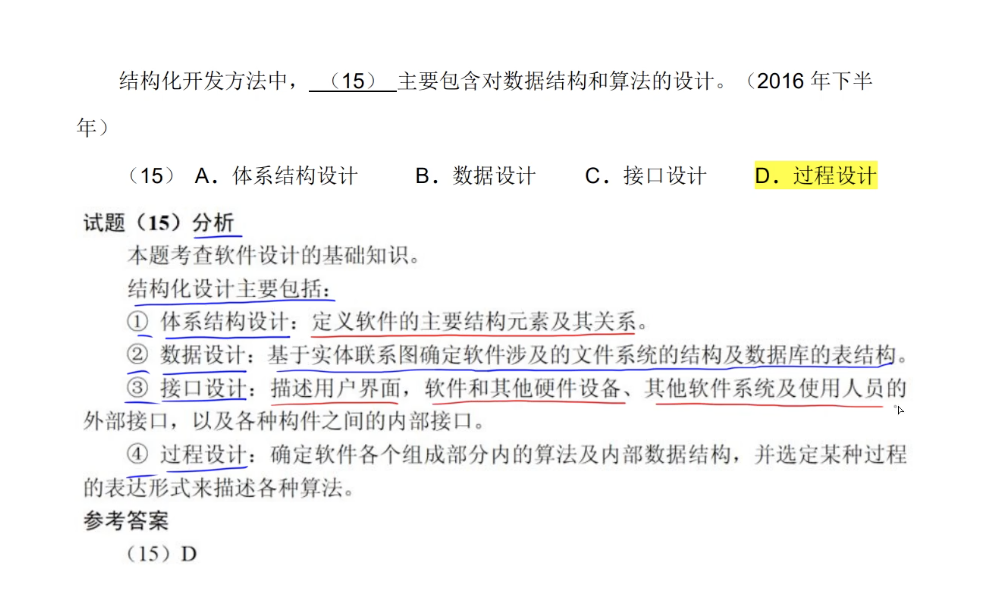 结构化开发方法中，（15）主要包含对数据结构和算法的设计。（2016 年下半
年）
（15） A．体系结构设计 B．数据设计 C．接口设计 D．过程设计
试题（15）分析
本题考查软件设计的基础知识。
结构化设计主要包括：
① 体系结构设计：定义软件的主要结构元素及其关系。
② 数据设计：基于实体联系图确定软件涉及的文件系统的结构及数据库的表结构。
③ 接口设计：描述用户界面，软件和其他硬件设备、其他软件系统及使用人员的
外部接口，以及各种构件之间的内部接口。
④ 过程设计：确定软件各个组成部分内的算法及内部数据结构，并选定某种过程
的表达形式来描述各种算法。
参考答案
（15）D